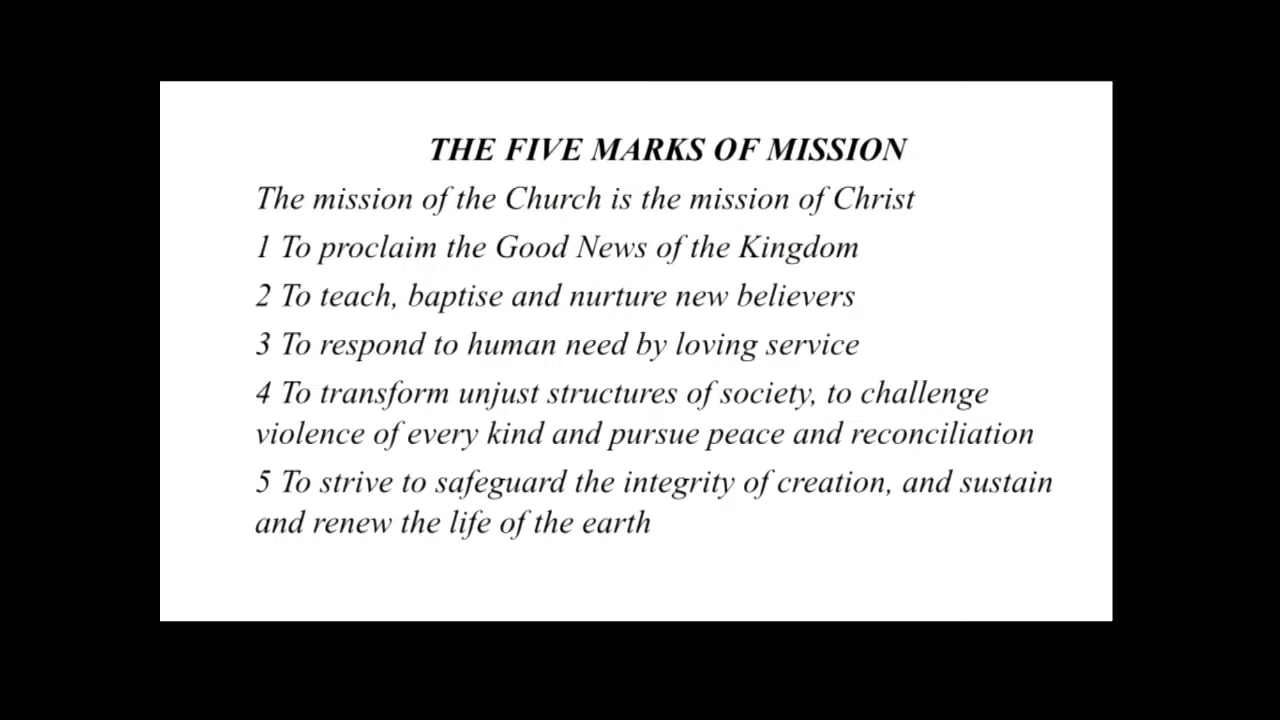 THE FIVE MARKS OF MISSION
The mission of the Church is the mission of Christ
1 To proclaim the Good News of the Kingdom
2 To teach, baptise and nurture new believers
3 To respond to human need by loving service
4 To transform unjust structures of society, to challenge
violence of every kind and pursue peace and reconciliation
5 To strive to safeguard the integrity of creation, and sustain
and renew the life of the earth